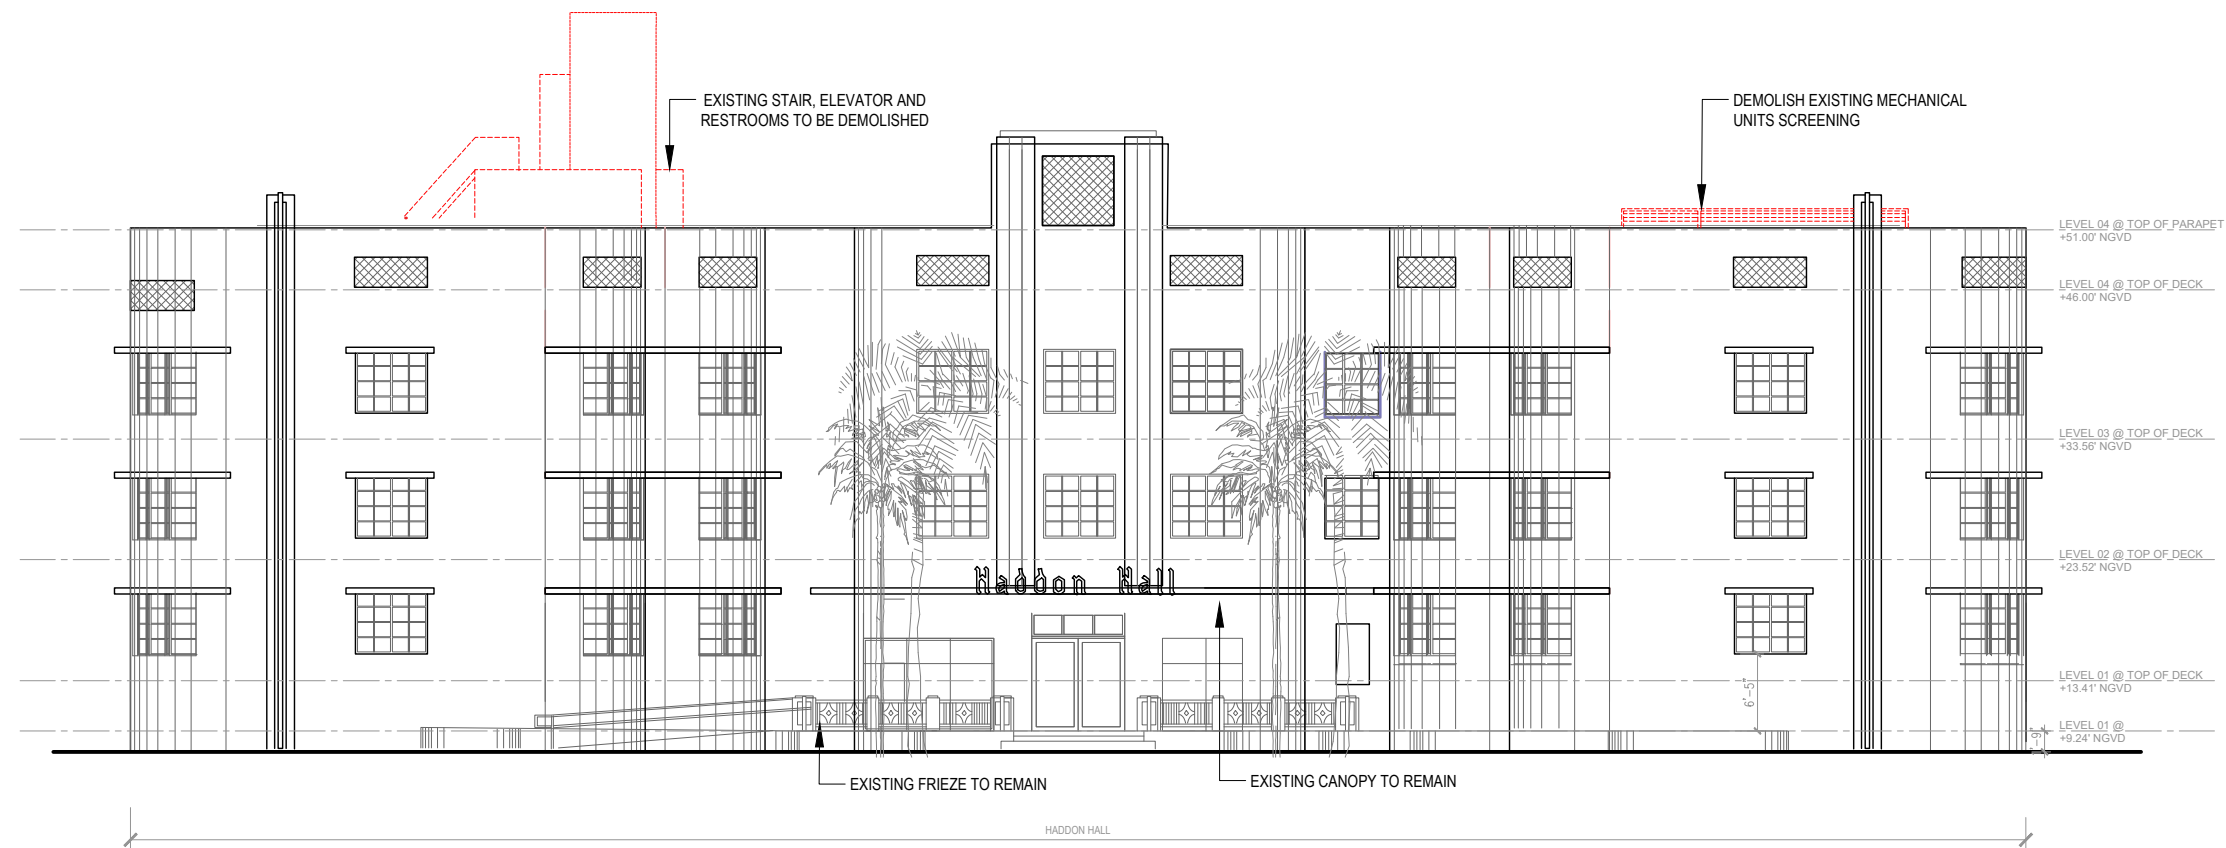 EXISTING STAIR, ELEVATOR AND
RESTROOMS TO BE DEMOLISHED
DEMOLISH EXISTING MECHANICAL
UNITS SCREENING
LEVEL 04 @ TOP OF PARAPET
+51.00' NGVD
LEVEL 04 @ TOP OF DECK
+46.00' NGVD
LEVEL 03 @ TOP OF DECK
+33.56' NGVD
LEVEL 02 @ TOP OF DECK
+23.52' NGVD
Haddon Hall
LEVEL 01 @ TOP OF DECK
+13.41' NGVD
6'-5"
LEVEL 01 @
+9.24' NGVD
1'-9"
EXISTING FRIEZE TO REMAIN
EXISTING CANOPY TO REMAIN
HADDON HALL